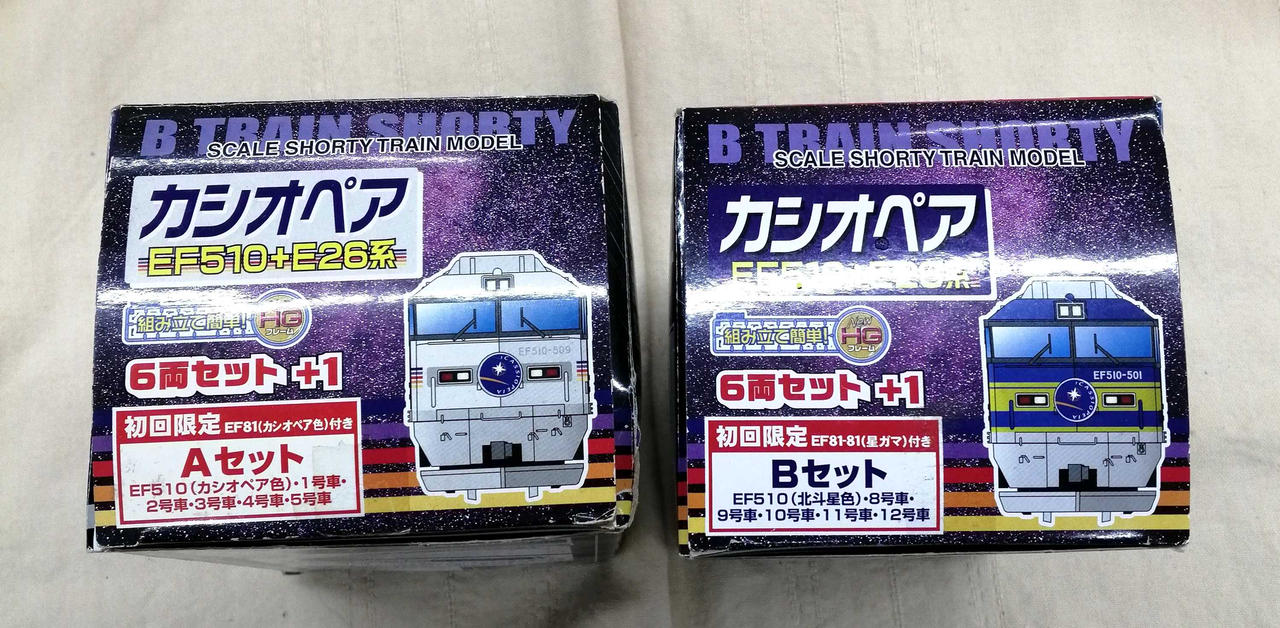 B TRAIN SHORTY
SCALE SHORTY TRAIN MODEL
カシオペア
EF510+E26系
組み立て簡単!
HG
フレーム
EF510-509
6両セット +1
初回限定 EF81(カシオペア色)付き
Aセット
EF510(カシオペア色)・1号車・
2号車・3号車・4号車・5号車
B TRAIN SHORTY
SCALE SHORTY TRAIN MODEL
カシオペア
EF510+E26系
組み立て簡単!
New
HG
フレーム
EF510-501
6両セット +1
初回限定 EF81-81(星ガマ)付き
Bセット
EF510(北斗星色)・8号車・
9号車・10号車・11号車・12号車